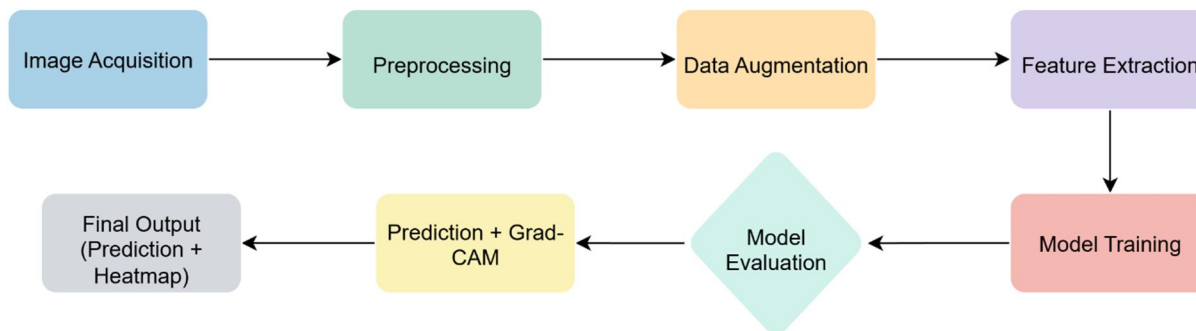 Image Acquisition
Preprocessing
Data Augmentation
Feature Extraction
Model Training
Model
Evaluation
Prediction + Grad-
CAM
Final Output
(Prediction +
Heatmap)